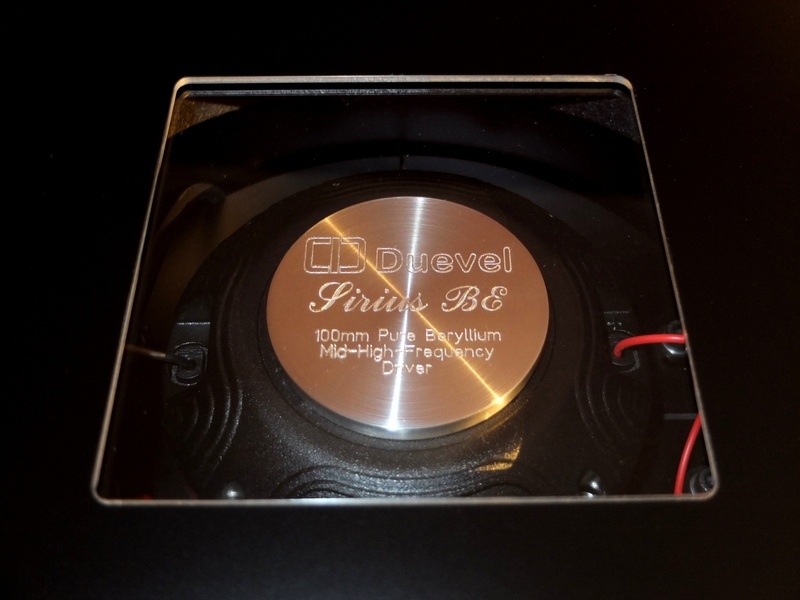 Duevel
Sirius BE
100mm Pure Beryllium
Mid-High-Frequency
Driver